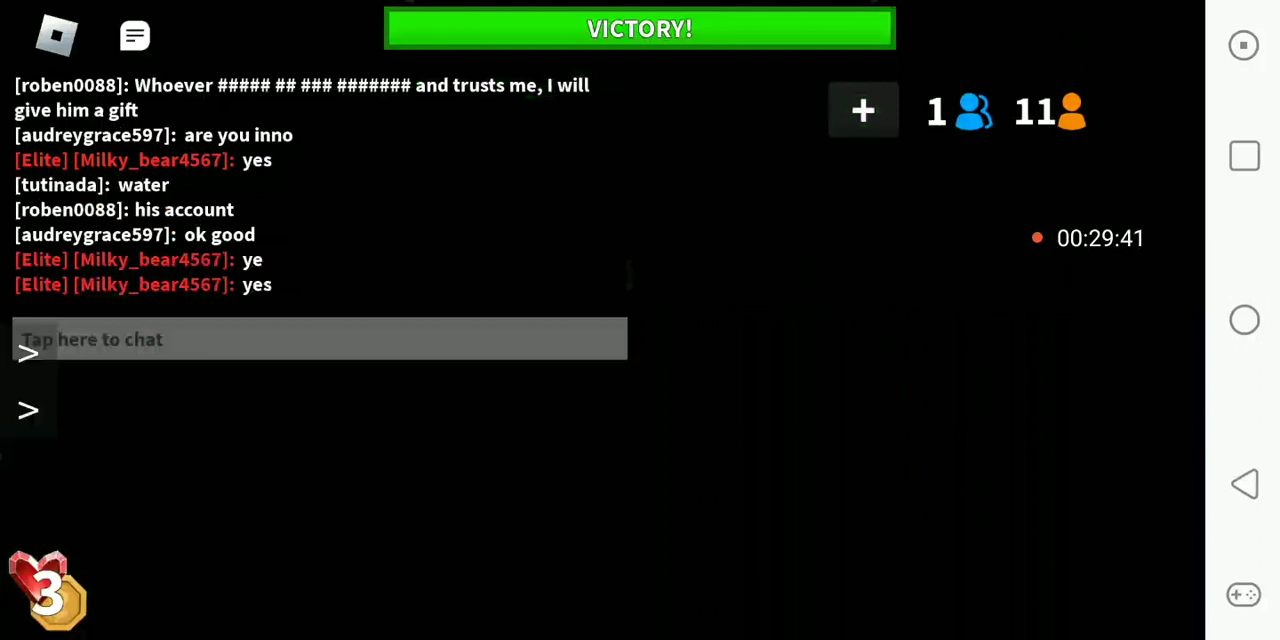 VICTORY!
[roben0088]: Whoever ##### ## ### ####### and trusts me, I will
give him a gift
[audreygrace597]: are you inno
[Elite] [Milky_bear4567]: yes
[tutinada]: water
[roben0088]: his account
[audreygrace597]: ok good
[Elite] [Milky_bear4567]: ye
[Elite] [Milky_bear4567]: yes
Tap here to chat
>
>
+
1
11
00:29:41
3